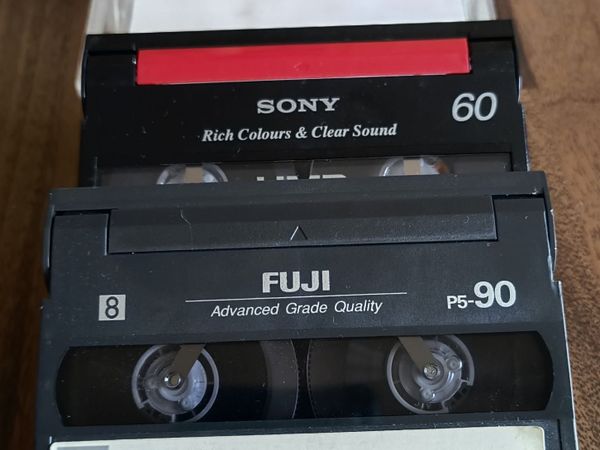 SONY
60
Rich Colours & Clear Sound
FUJI
8
Advanced Grade Quality
P5-90